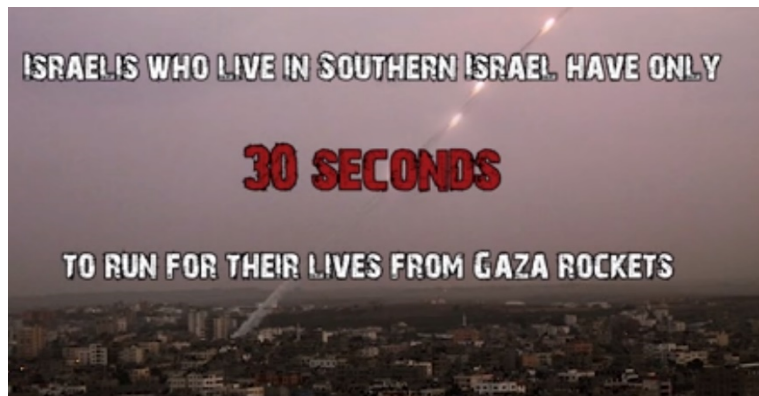 Israelis who live in Southern Israel have only
30 seconds
to run for their lives from Gaza rockets